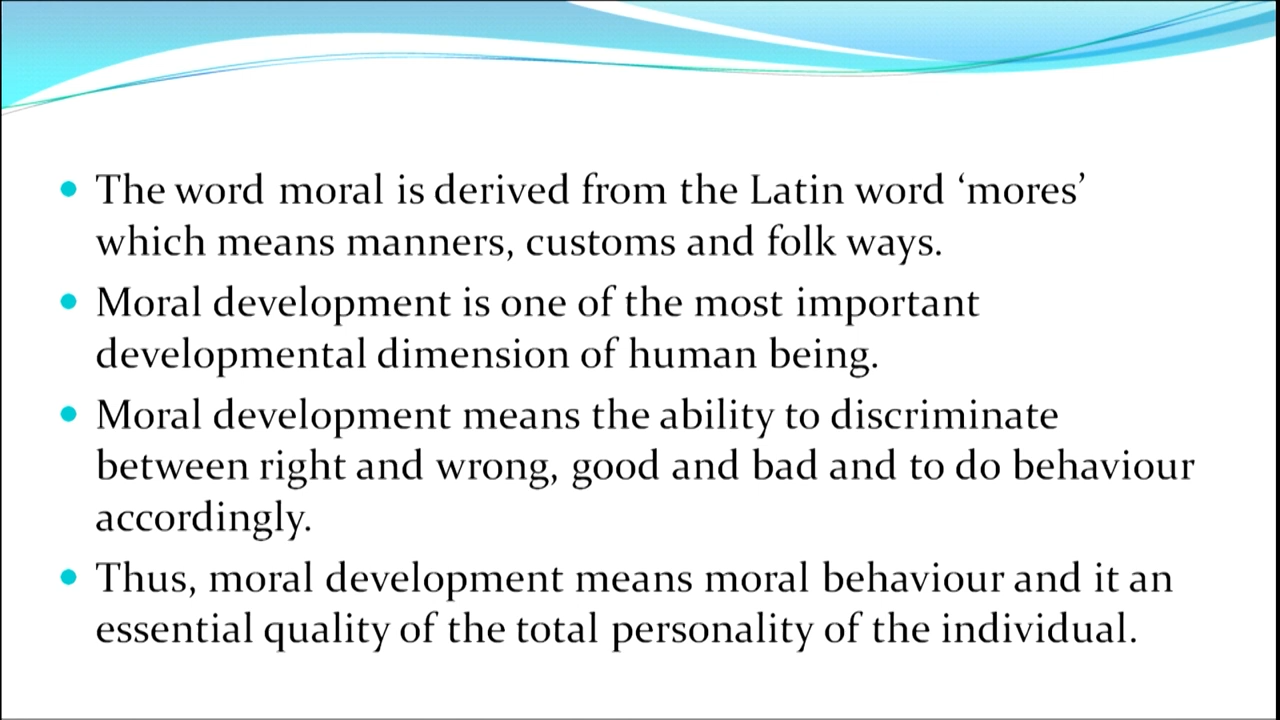 • The word moral is derived from the Latin word ‘mores’
which means manners, customs and folk ways.
• Moral development is one of the most important
developmental dimension of human being.
• Moral development means the ability to discriminate
between right and wrong, good and bad and to do behaviour
accordingly.
• Thus, moral development means moral behaviour and it an
essential quality of the total personality of the individual.